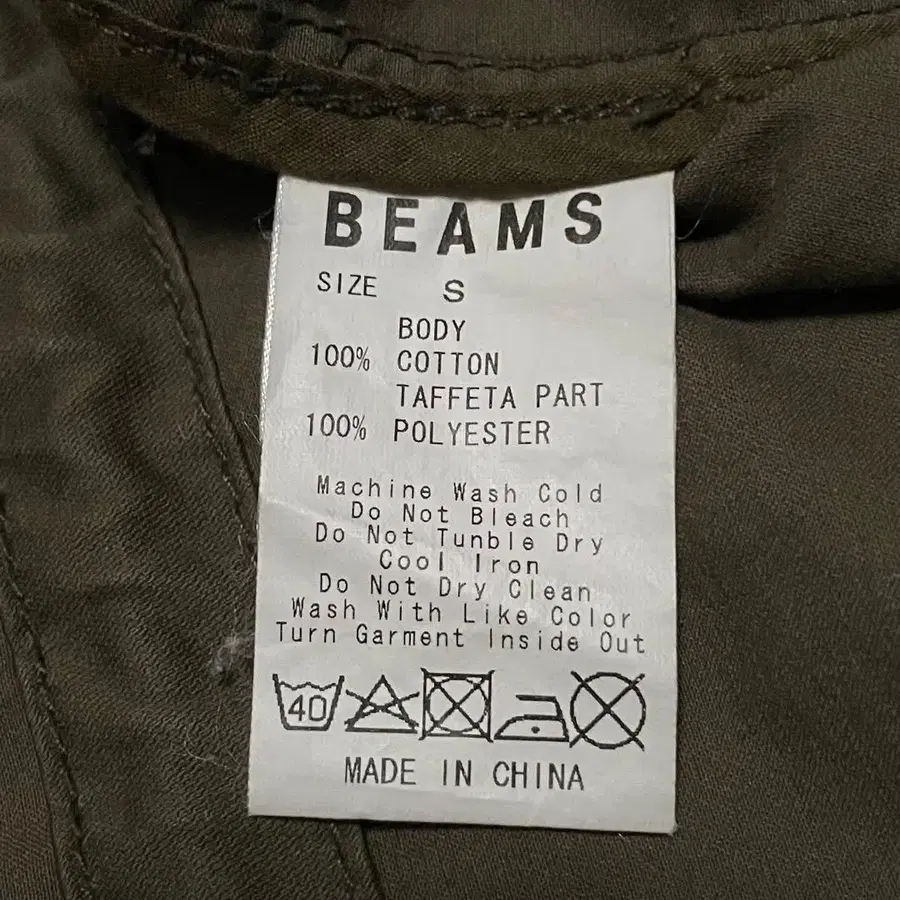 BEAMS
SIZE S
BODY
100% COTTON
TAFFETA PART
100% POLYESTER
Machine Wash Cold
Do Not Bleach
Do Not Tunble Dry
Cool Iron
Do Not Dry Clean
Wash With Like Color
Turn Garment Inside Out
40
MADE IN CHINA